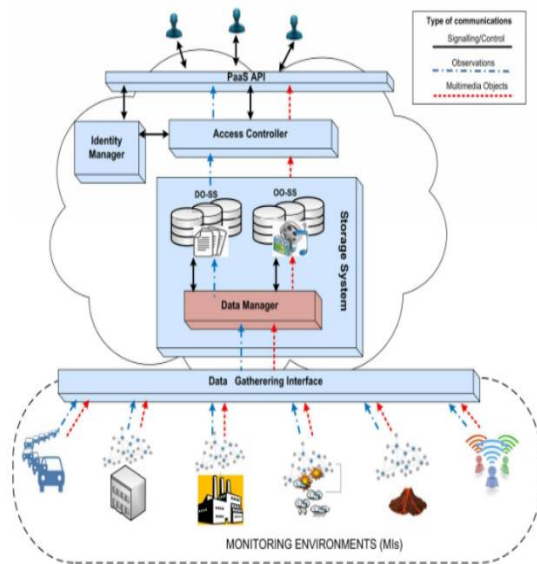 Type of communications
Signalling/Control
Observations
Multimedia Objects
PaaS API
Identity
Manager
Access Controller
DO-SS
OO-SS
Storage System
Data Manager
Data Gatherering Interface
MONITORING ENVIRONMENTS (MIs)